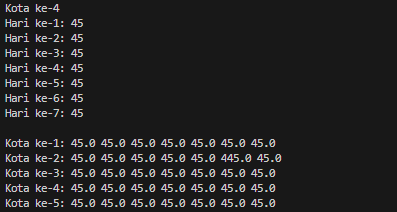 Kota ke-4
Hari ke-1: 45
Hari ke-2: 45
Hari ke-3: 45
Hari ke-4: 45
Hari ke-5: 45
Hari ke-6: 45
Hari ke-7: 45

Kota ke-1: 45.0 45.0 45.0 45.0 45.0 45.0 45.0
Kota ke-2: 45.0 45.0 45.0 45.0 45.0 445.0 45.0
Kota ke-3: 45.0 45.0 45.0 45.0 45.0 45.0 45.0
Kota ke-4: 45.0 45.0 45.0 45.0 45.0 45.0 45.0
Kota ke-5: 45.0 45.0 45.0 45.0 45.0 45.0 45.0